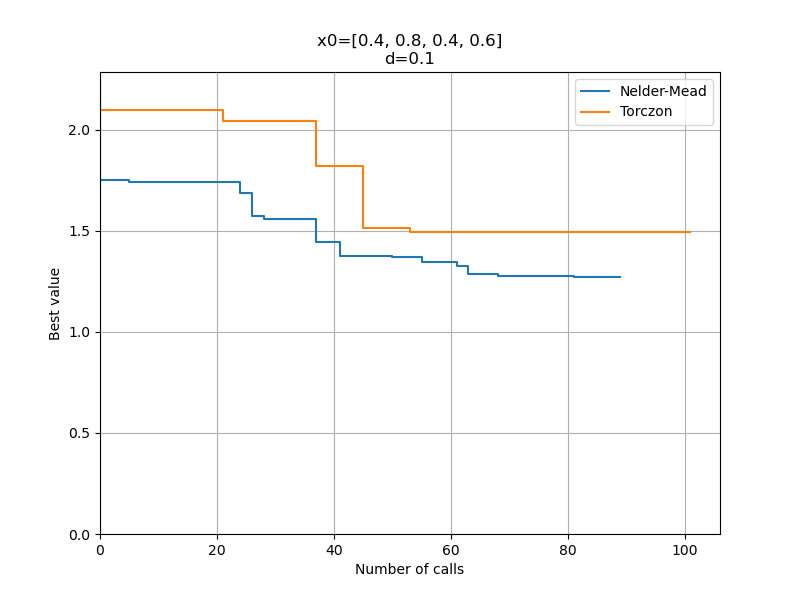 x0=[0.4, 0.8, 0.4, 0.6]
d=0.1
Nelder-Mead
Torczon
2.0
1.5
1.0
0.5
0.0
Best value
0 20 40 60 80 100
Number of calls